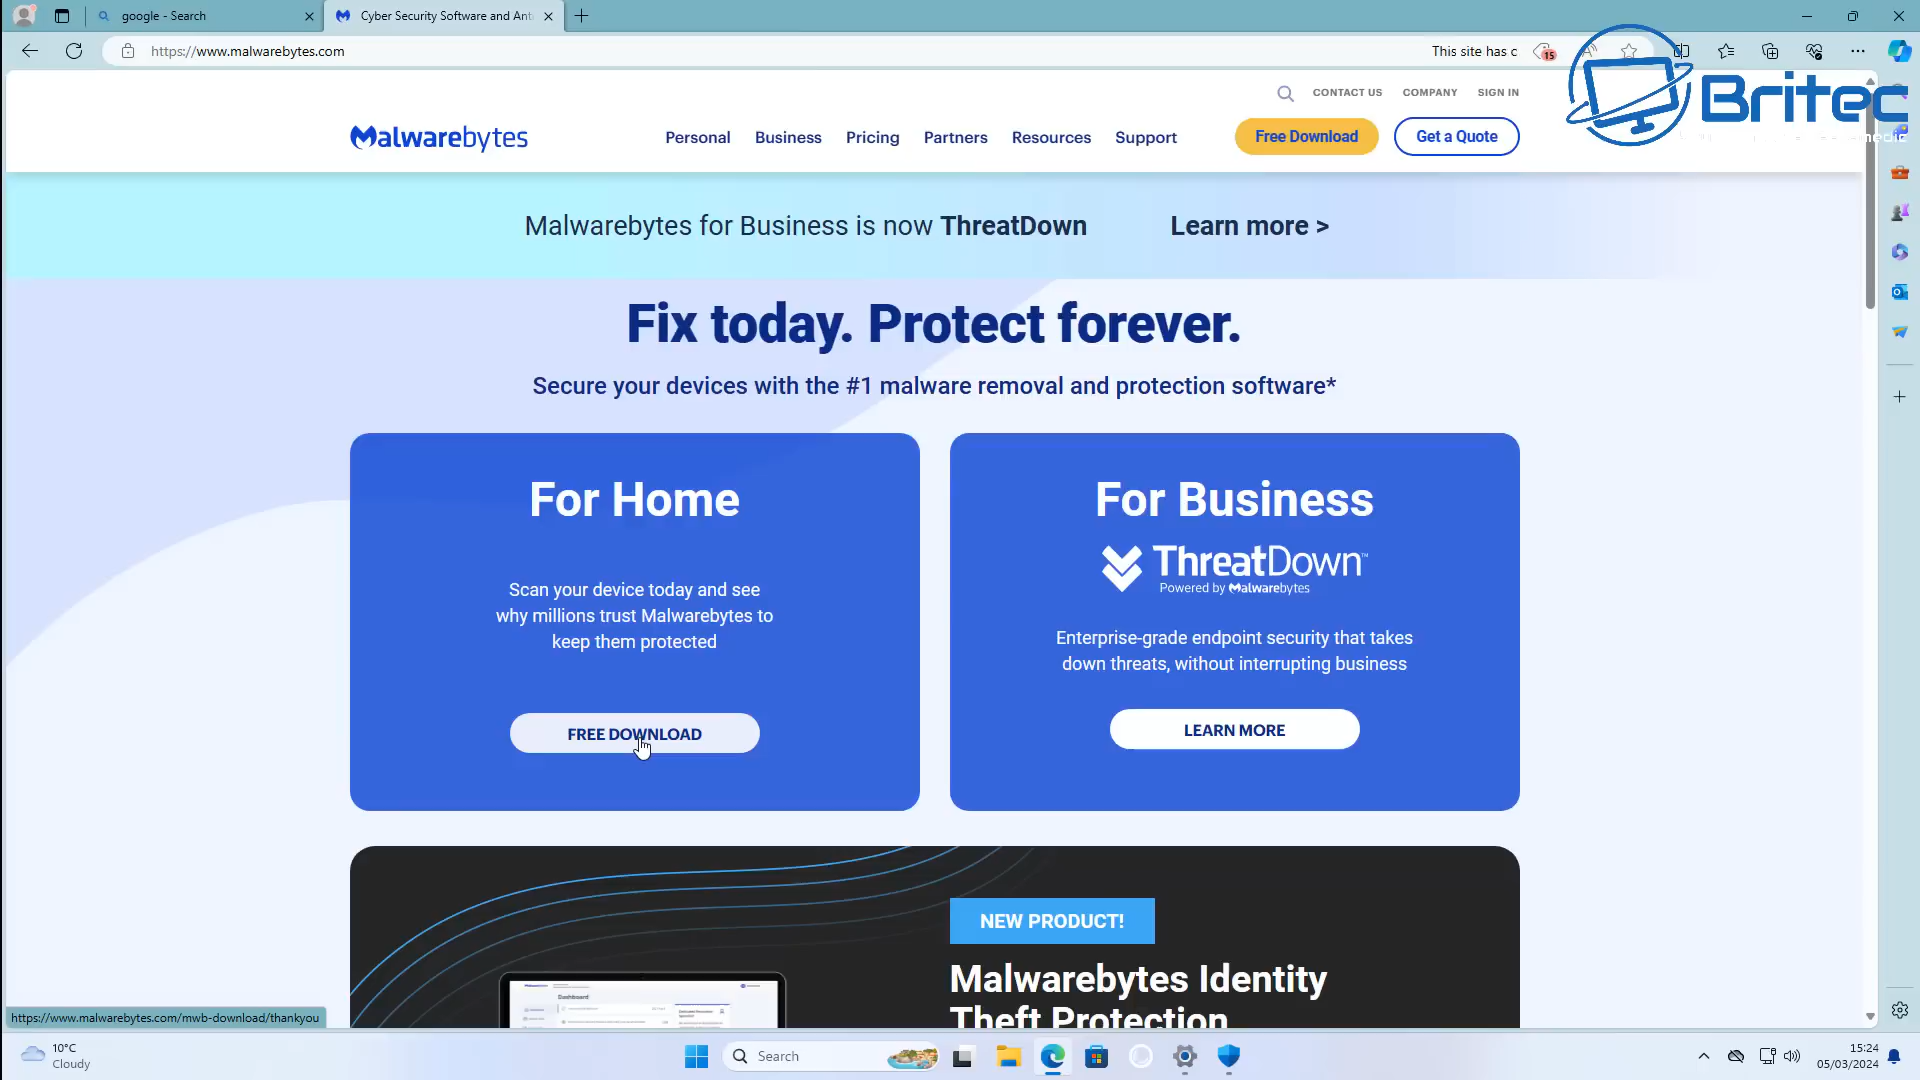 google - Search
Cyber Security Software and Ant
https://www.malwarebytes.com
This site has c
15
Britec
CONTACT US
COMPANY
SIGN IN
Malwarebytes
Personal
Business
Pricing
Partners
Resources
Support
Free Download
Get a Quote
Malwarebytes for Business is now ThreatDown
Learn more >
Fix today. Protect forever.
Secure your devices with the #1 malware removal and protection software*
For Home
Scan your device today and see
why millions trust Malwarebytes to
keep them protected
FREE DOWNLOAD
For Business
ThreatDown™
Powered by Malwarebytes
Enterprise-grade endpoint security that takes
down threats, without interrupting business
LEARN MORE
NEW PRODUCT!
Malwarebytes Identity
Theft Protection
Dashboard
https://www.malwarebytes.com/mwb-download/thankyou
10°C
Cloudy
Search
15:24
05/03/2024